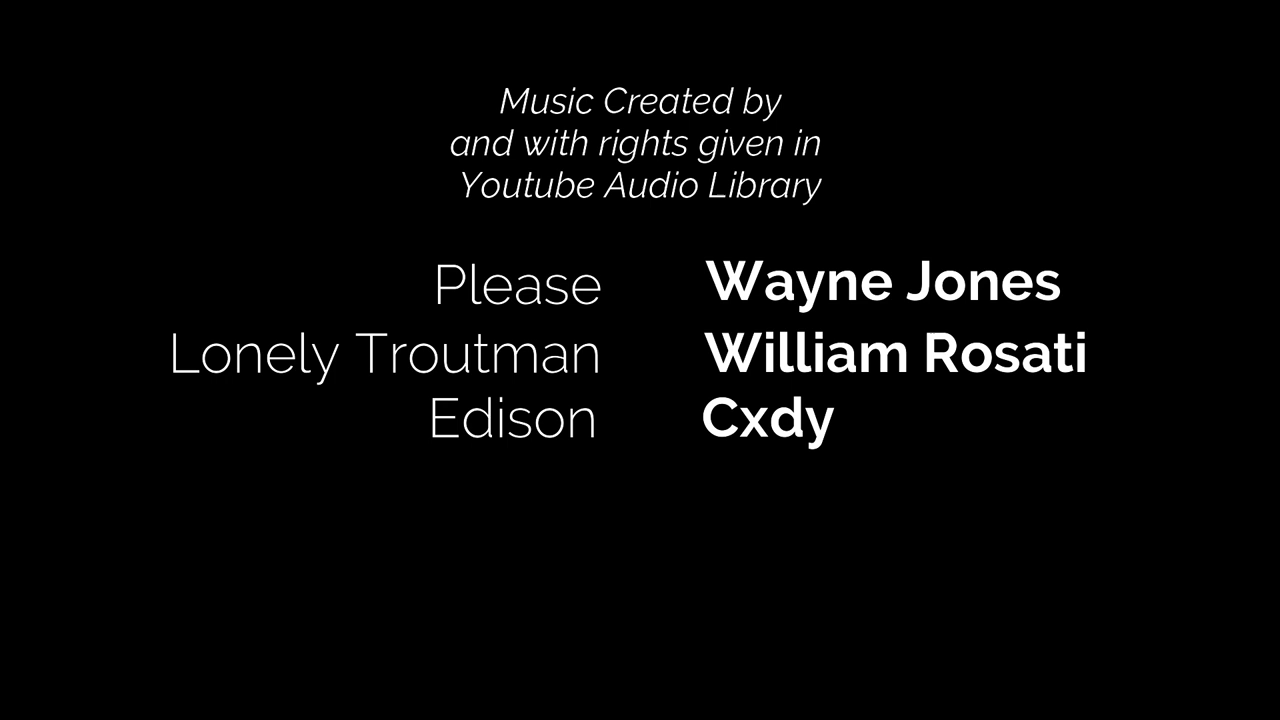 Music Created by
and with rights given in
Youtube Audio Library
Please Wayne Jones
Lonely Troutman William Rosati
Edison Cxdy